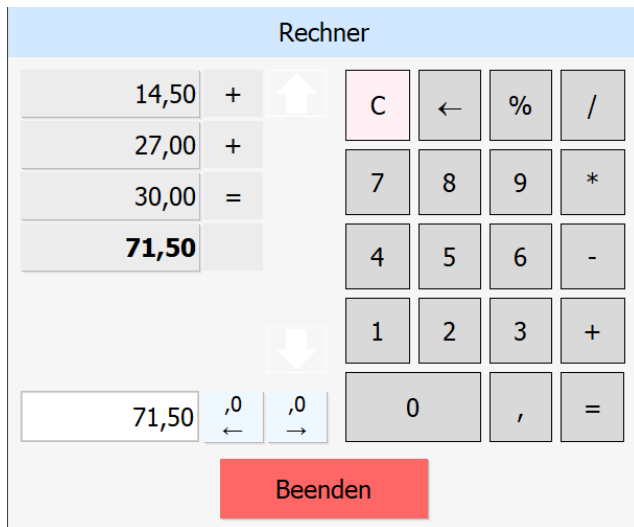 Rechner
14,50 +
27,00 +
30,00 =
71,50
71,50 ,0 ← ,0 →
C ← % /
7 8 9 *
4 5 6 -
1 2 3 +
0 , =
Beenden